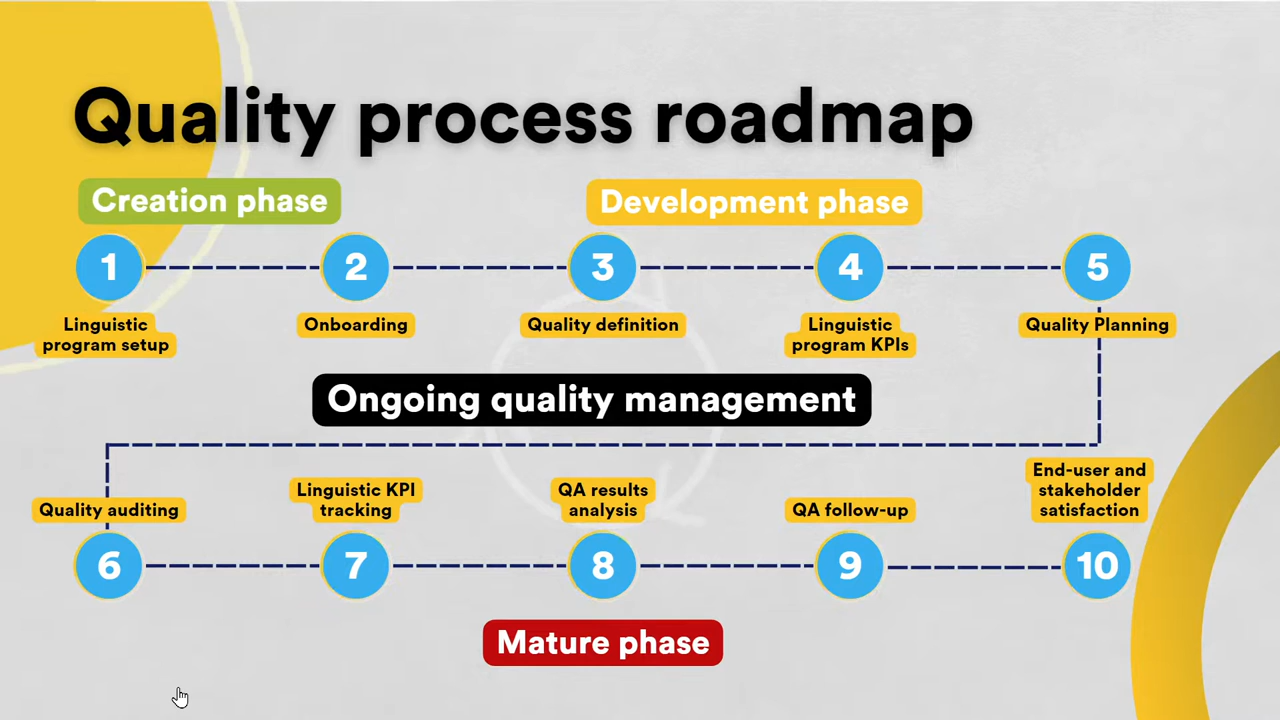 Quality process roadmap
Creation phase
Development phase
1
2
3
4
5
Linguistic
program setup
Onboarding
Quality definition
Linguistic
program KPIs
Quality Planning
Ongoing quality management
Quality auditing
Linguistic KPI
tracking
QA results
analysis
QA follow-up
End-user and
stakeholder
satisfaction
6
7
8
9
10
Mature phase